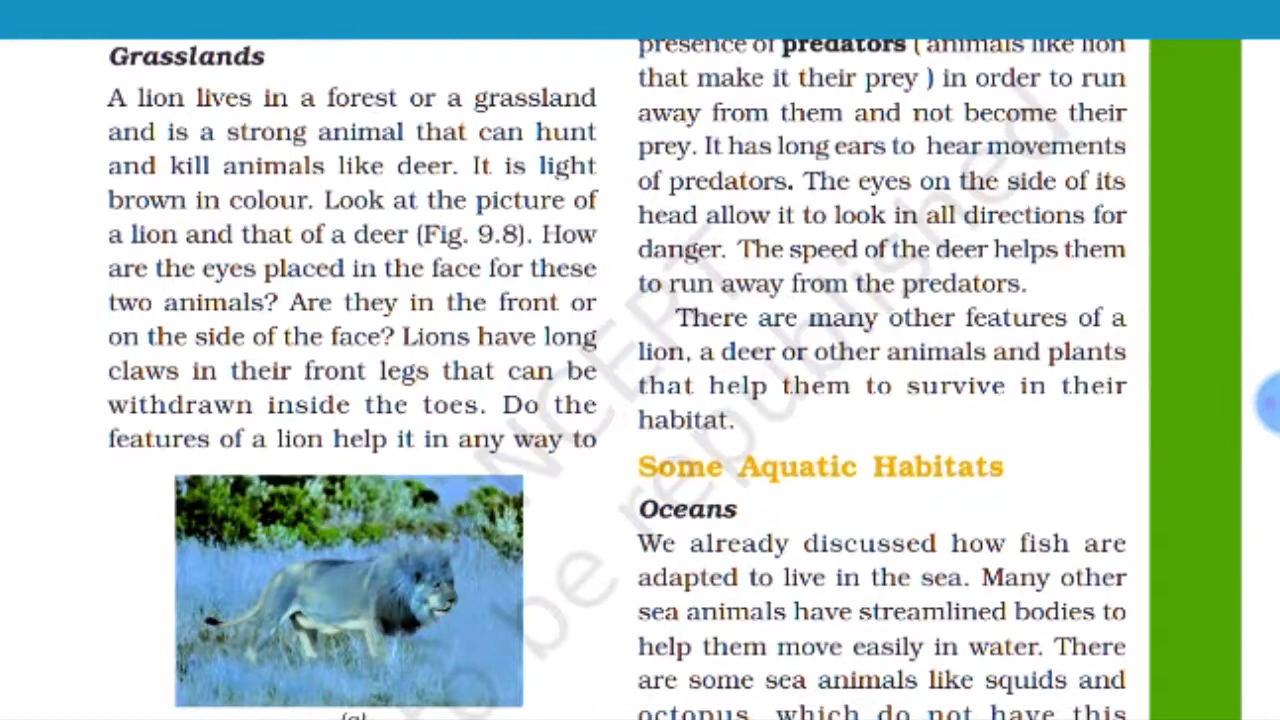 Grasslands
A lion lives in a forest or a grassland
and is a strong animal that can hunt
and kill animals like deer. It is light
brown in colour. Look at the picture of
a lion and that of a deer (Fig. 9.8). How
are the eyes placed in the face for these
two animals? Are they in the front or
on the side of the face? Lions have long
claws in their front legs that can be
withdrawn inside the toes. Do the
features of a lion help it in any way to
presence of predators ( animals like lion
that make it their prey ) in order to run
away from them and not become their
prey. It has long ears to hear movements
of predators. The eyes on the side of its
head allow it to look in all directions for
danger. The speed of the deer helps them
to run away from the predators.
There are many other features of a
lion, a deer or other animals and plants
that help them to survive in their
habitat.
Some Aquatic Habitats
Oceans
We already discussed how fish are
adapted to live in the sea. Many other
sea animals have streamlined bodies to
help them move easily in water. There
are some sea animals like squids and
octopus, which do not have this
NCERT
to be republished